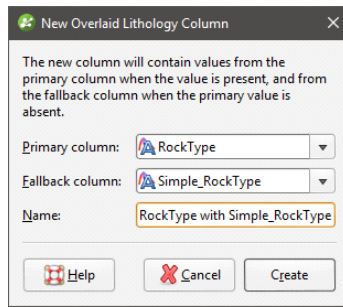 New Overlaid Lithology Column
The new column will contain values from the
primary column when the value is present, and from
the fallback column when the primary value is
absent.
Primary column: RockType
Fallback column: Simple_RockType
Name: RockType with Simple_RockType
Help Cancel Create